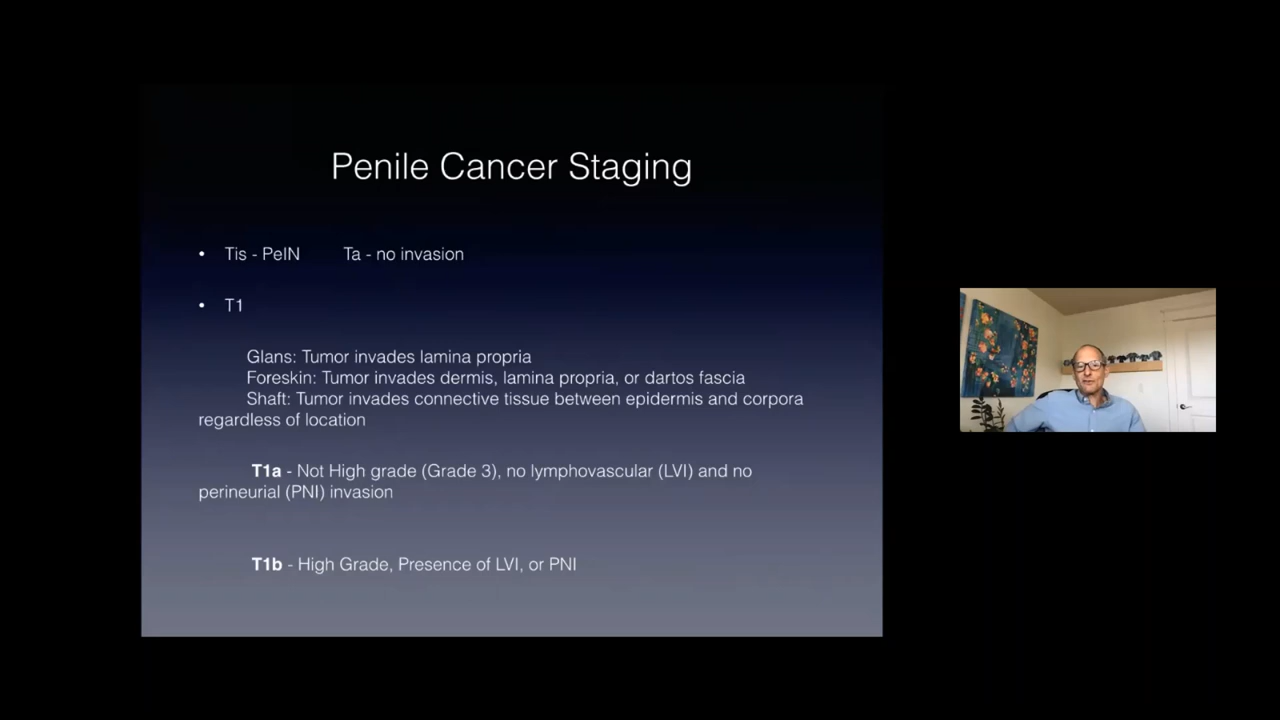 Penile Cancer Staging
• Tis - PeIN Ta - no invasion
• T1
Glans: Tumor invades lamina propria
Foreskin: Tumor invades dermis, lamina propria, or dartos fascia
Shaft: Tumor invades connective tissue between epidermis and corpora
regardless of location
T1a - Not High grade (Grade 3), no lymphovascular (LVI) and no
perineurial (PNI) invasion
T1b - High Grade, Presence of LVI, or PNI